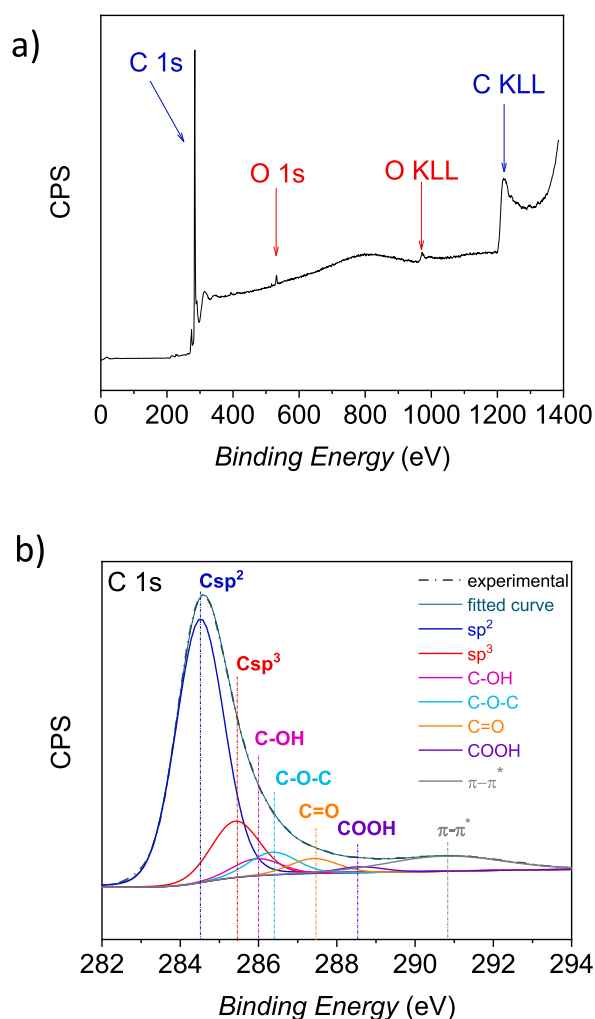 a)
C 1s
C KLL
O 1s
O KLL
CPS
0 200 400 600 800 1000 1200 1400
Binding Energy (eV)
b)
C 1s
Csp²
experimental
fitted curve
sp²
Csp³
sp³
C-OH
C-OH
C-O-C
C-O-C
C=O
C=O
COOH
COOH
π–π*
π-π*
CPS
282 284 286 288 290 292 294
Binding Energy (eV)